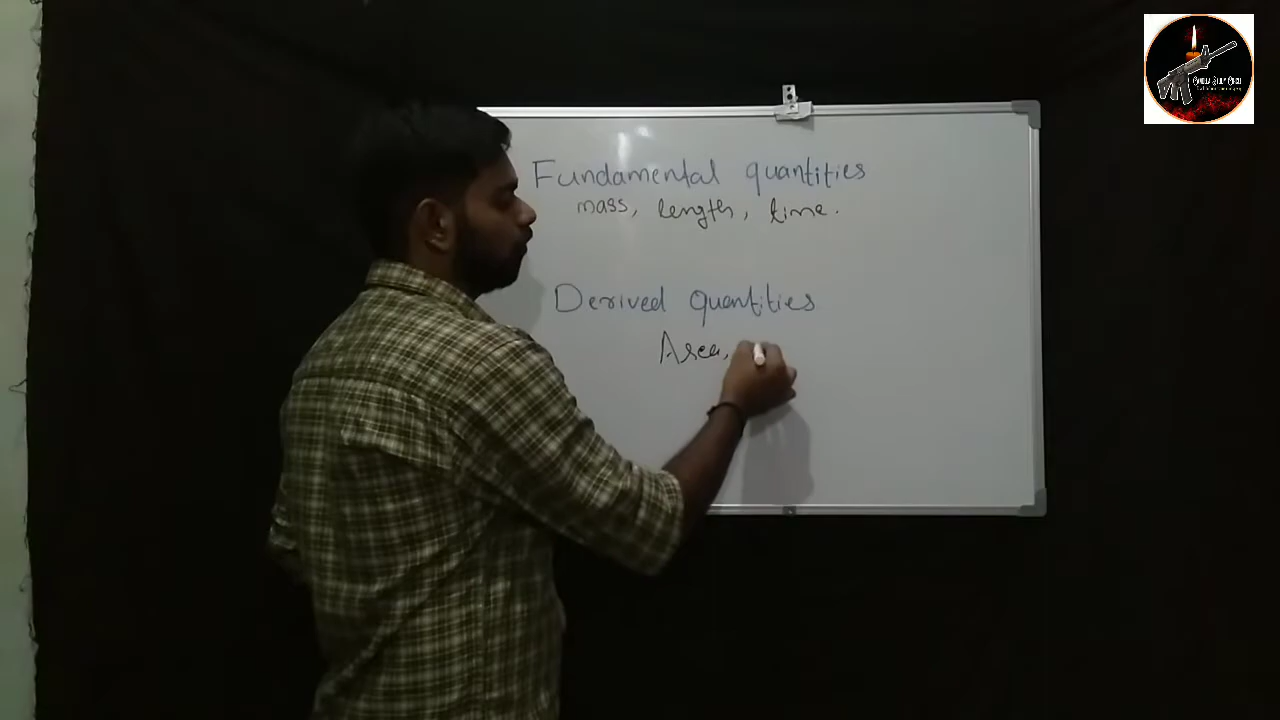 Fundamental quantities
mass, length, time.
Derived quantities
Area,